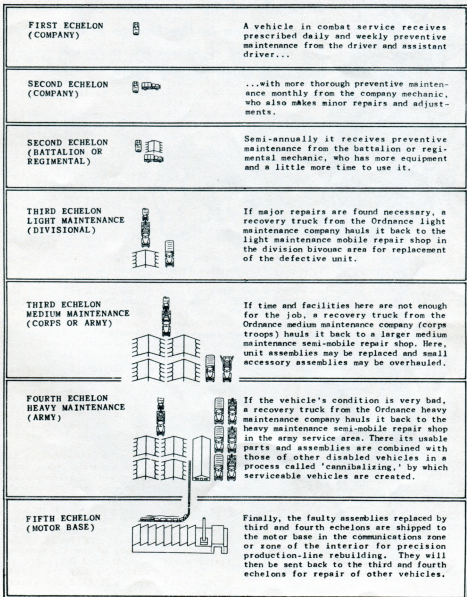 FIRST ECHELON
(COMPANY)
A vehicle in combat service receives
prescribed daily and weekly preventive
maintenance from the driver and assistant
driver...
SECOND ECHELON
(COMPANY)
...with more thorough preventive mainten-
ance monthly from the company mechanic,
who also makes minor repairs and adjust-
ments.
SECOND ECHELON
(BATTALION OR
REGIMENTAL)
Semi-annually it receives preventive
maintenance from the battalion or regi-
mental mechanic, who has more equipment
and a little more time to use it.
THIRD ECHELON
LIGHT MAINTENANCE
(DIVISIONAL)
If major repairs are found necessary, a
recovery truck from the Ordnance light
maintenance company hauls it back to the
light maintenance mobile repair shop in
the division bivouac area for replacement
of the defective unit.
THIRD ECHELON
MEDIUM MAINTENANCE
(CORPS OR ARMY)
If time and facilities here are not enough
for the job, a recovery truck from the
Ordnance medium maintenance company (corps
troops) hauls it back to a larger medium
maintenance semi-mobile repair shop. Here,
unit assemblies may be replaced and small
accessory assemblies may be overhauled.
FOURTH ECHELON
HEAVY MAINTENANCE
(ARMY)
If the vehicle's condition is very bad,
a recovery truck from the Ordnance heavy
maintenance company hauls it back to the
heavy maintenance semi-mobile repair shop
in the army service area. There its usable
parts and assemblies are combined with
those of other disabled vehicles in a
process called 'cannibalizing,' by which
serviceable vehicles are created.
FIFTH ECHELON
(MOTOR BASE)
Finally, the faulty assemblies replaced by
third and fourth echelons are shipped to
the motor base in the communications zone
or zone of the interior for precision
production-line rebuilding. They will
then be sent back to the third and fourth
echelons for repair of other vehicles.